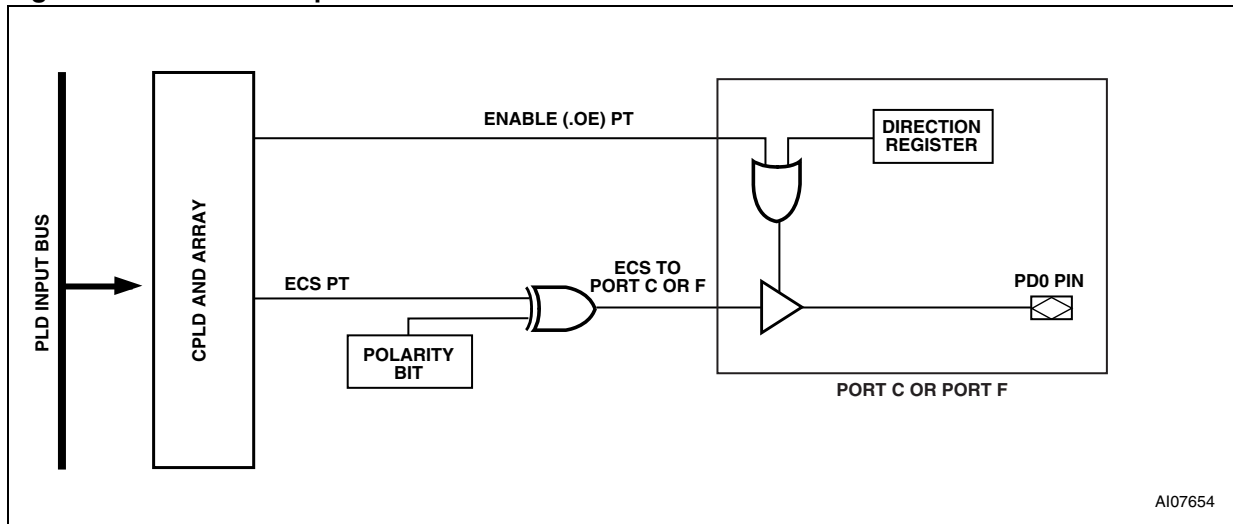 ENABLE (.OE) PT
DIRECTION
REGISTER
PLD INPUT BUS
CPLD AND ARRAY
ECS PT
ECS TO
PORT C OR F
PD0 PIN
POLARITY
BIT
PORT C OR PORT F
AI07654